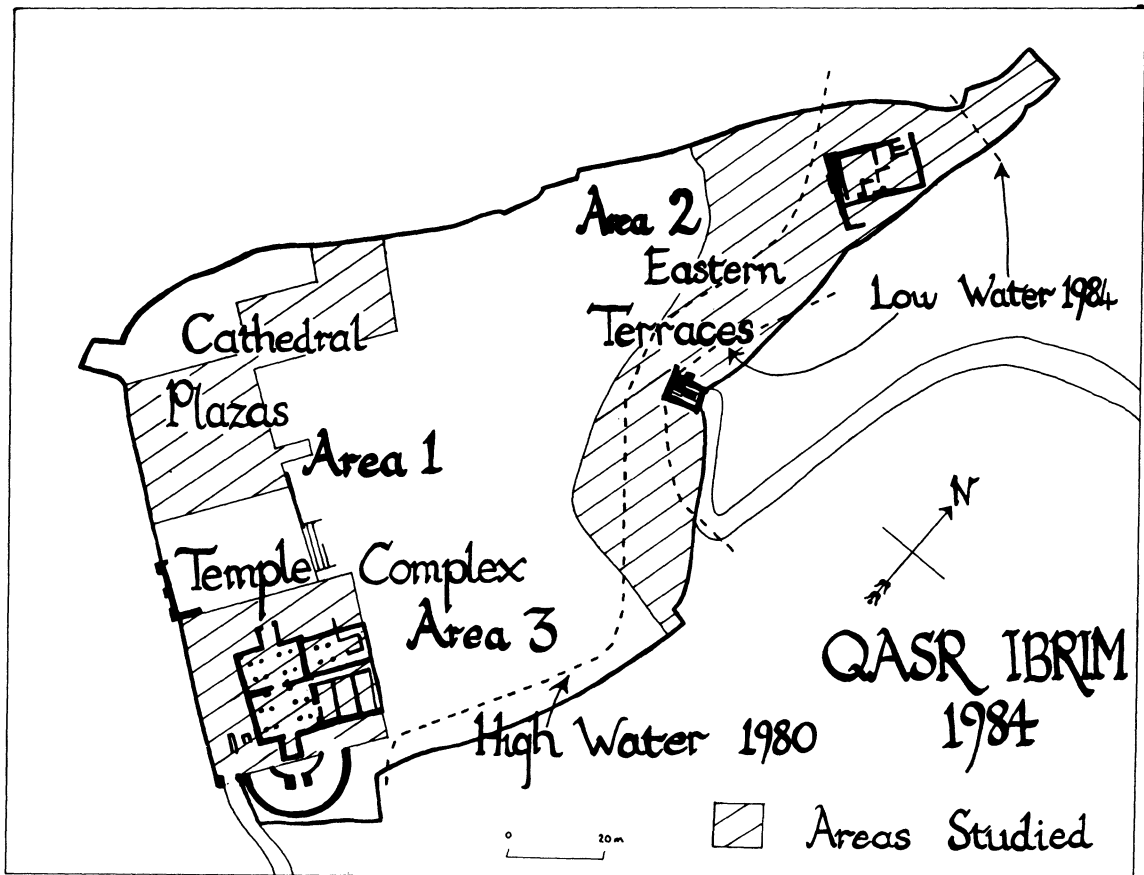 Area 2
Eastern
Terraces
Low Water 1984
Cathedral
Plazas
Area 1
Temple Complex
Area 3
N
QASR IBRIM
1984
High Water 1980
0 20m
Areas Studied